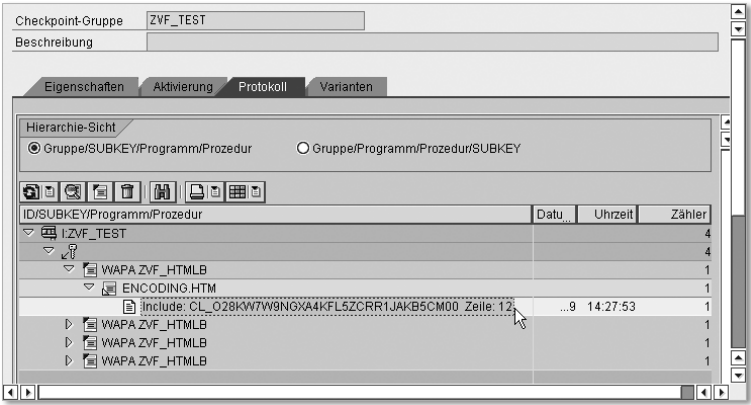 Checkpoint-Gruppe ZVF_TEST
Beschreibung
Eigenschaften Aktivierung Protokoll Varianten
Hierarchie-Sicht
Gruppe/SUBKEY/Programm/Prozedur Gruppe/Programm/Prozedur/SUBKEY
ID/SUBKEY/Programm/Prozedur Datu... Uhrzeit Zähler
I:ZVF_TEST 4
4
WAPA ZVF_HTMLB 1
ENCODING.HTM 1
Include: CL_O28KW7W9NGXA4KFL5ZCRR1JAKB5CM00 Zeile: 12 ...9 14:27:53 1
WAPA ZVF_HTMLB 1
WAPA ZVF_HTMLB 1
WAPA ZVF_HTMLB 1